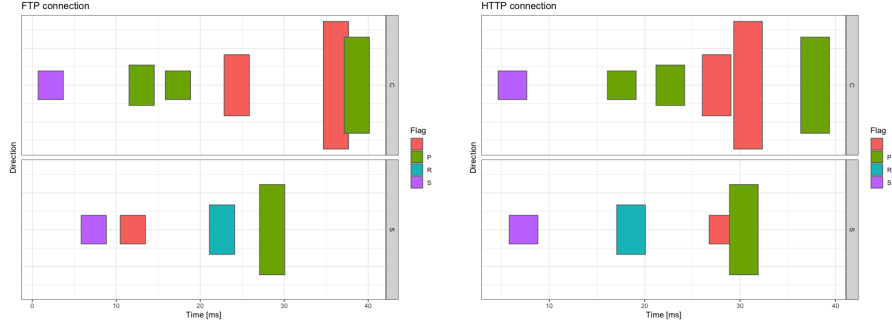 FTP connection
C
S
Direction
0
10
20
30
40
Time [ms]
Flag
P
R
S
HTTP connection
C
S
Direction
10
20
30
40
Time [ms]
Flag
P
R
S